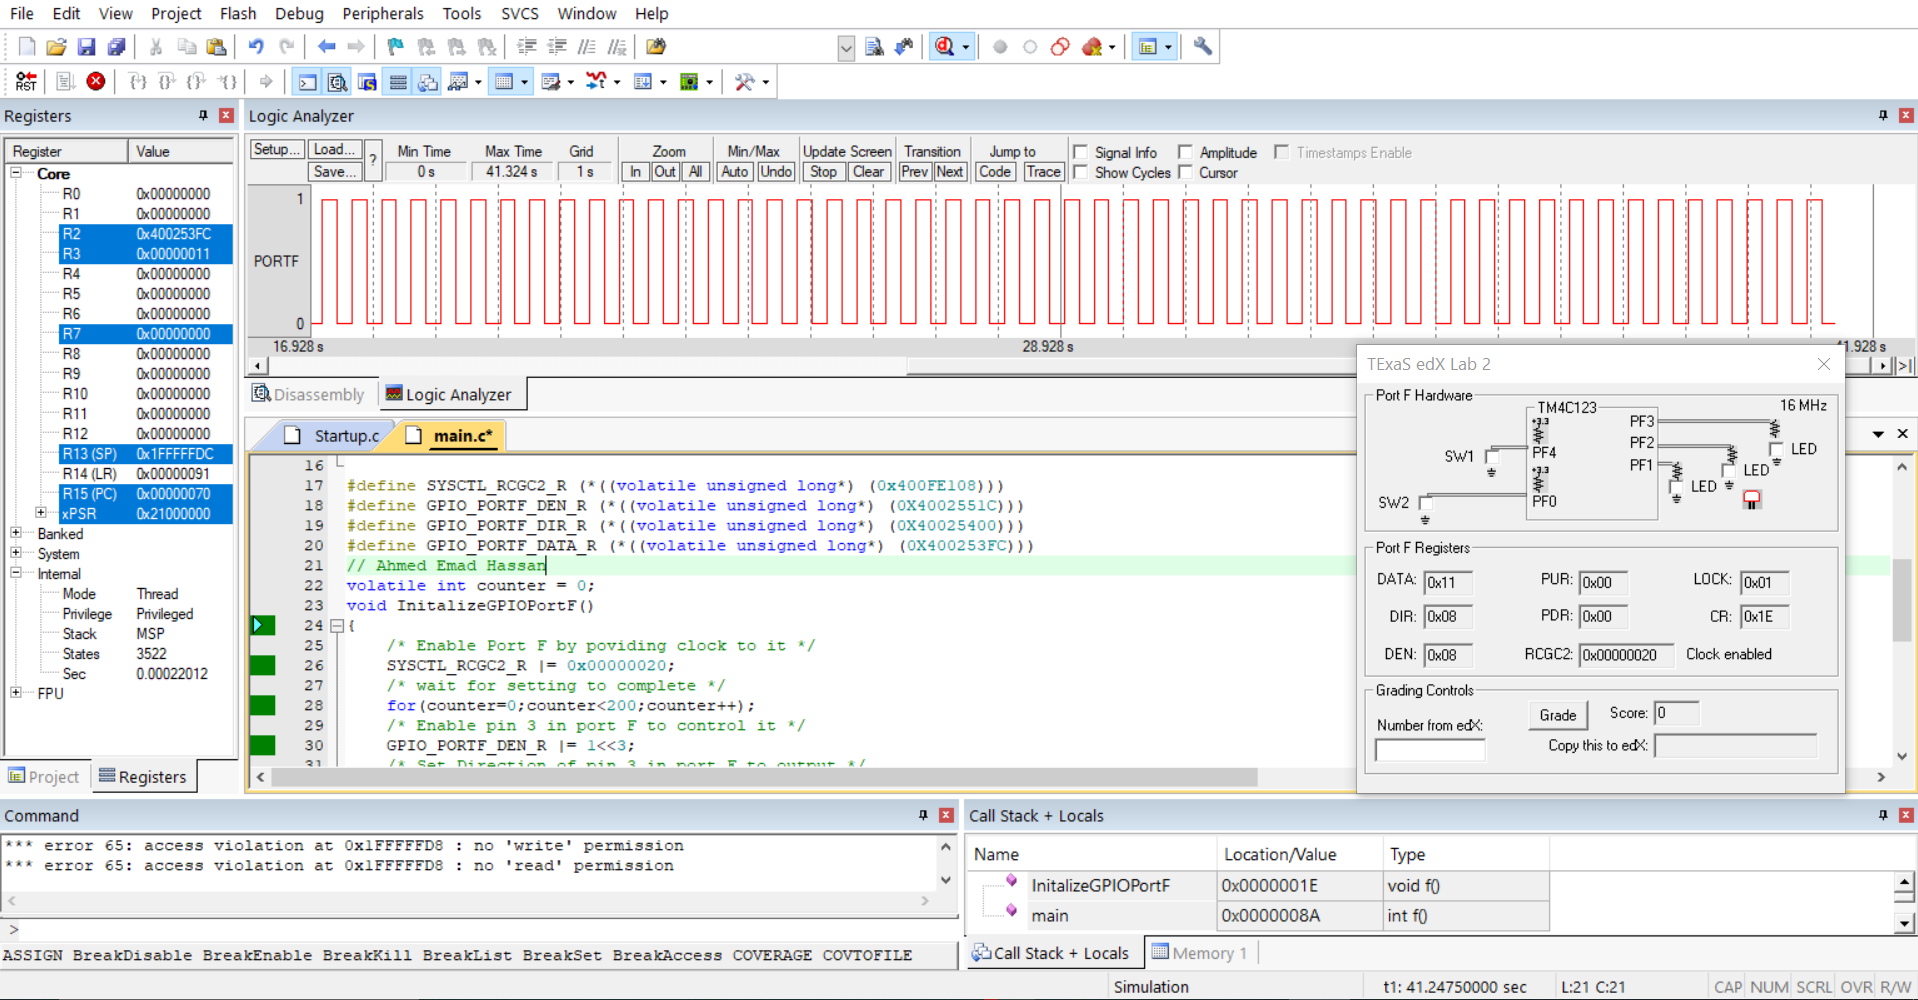 File Edit View Project Flash Debug Peripherals Tools SVCS Window Help
RST
Registers
Register Value
Core
R0 0x00000000
R1 0x00000000
R2 0x400253FC
R3 0x00000011
R4 0x00000000
R5 0x00000000
R6 0x00000000
R7 0x00000000
R8 0x00000000
R9 0x00000000
R10 0x00000000
R11 0x00000000
R12 0x00000000
R13 (SP) 0x1FFFFFDC
R14 (LR) 0x00000091
R15 (PC) 0x00000070
xPSR 0x21000000
Banked
System
Internal
Mode Thread
Privilege Privileged
Stack MSP
States 3522
Sec 0.00022012
FPU
Project Registers
Logic Analyzer
Setup... Load... Save... ?
Min Time Max Time Grid
0 s 41.324 s 1 s
Zoom
In Out All
Min/Max
Auto Undo
Update Screen
Stop Clear
Transition
Prev Next
Jump to
Code Trace
Signal Info Amplitude Timestamps Enable
Show Cycles Cursor
1
PORTF
0
16.928 s 28.928 s 41.928 s
Disassembly Logic Analyzer
Startup.c main.c*
16
17 #define SYSCTL_RCGC2_R (*((volatile unsigned long*) (0x400FE108)))
18 #define GPIO_PORTF_DEN_R (*((volatile unsigned long*) (0X4002551C)))
19 #define GPIO_PORTF_DIR_R (*((volatile unsigned long*) (0X40025400)))
20 #define GPIO_PORTF_DATA_R (*((volatile unsigned long*) (0X400253FC)))
21 // Ahmed Emad Hassan
22 volatile int counter = 0;
23 void InitalizeGPIOPortF()
24 {
25 /* Enable Port F by poviding clock to it */
26 SYSCTL_RCGC2_R |= 0x00000020;
27 /* wait for setting to complete */
28 for(counter=0;counter<200;counter++);
29 /* Enable pin 3 in port F to control it */
30 GPIO_PORTF_DEN_R |= 1<<3;
31 /* Set Direction of pin 3 in port F to output */
TExaS edX Lab 2
Port F Hardware
TM4C123 16 MHz
+3.3 PF3
PF2 LED
SW1 PF4 PF1 LED
+3.3 LED
SW2 PF0
Port F Registers
DATA: 0x11 PUR: 0x00 LOCK: 0x01
DIR: 0x08 PDR: 0x00 CR: 0x1E
DEN: 0x08 RCGC2: 0x00000020 Clock enabled
Grading Controls
Number from edX: Grade Score: 0
Copy this to edX:
Command
*** error 65: access violation at 0x1FFFFFD8 : no 'write' permission
*** error 65: access violation at 0x1FFFFFD8 : no 'read' permission
>
ASSIGN BreakDisable BreakEnable BreakKill BreakList BreakSet BreakAccess COVERAGE COVTOFILE
Call Stack + Locals
Name Location/Value Type
InitalizeGPIOPortF 0x0000001E void f()
main 0x0000008A int f()
Call Stack + Locals Memory 1
Simulation t1: 41.24750000 sec L:21 C:21 CAP NUM SCRL OVR R/W